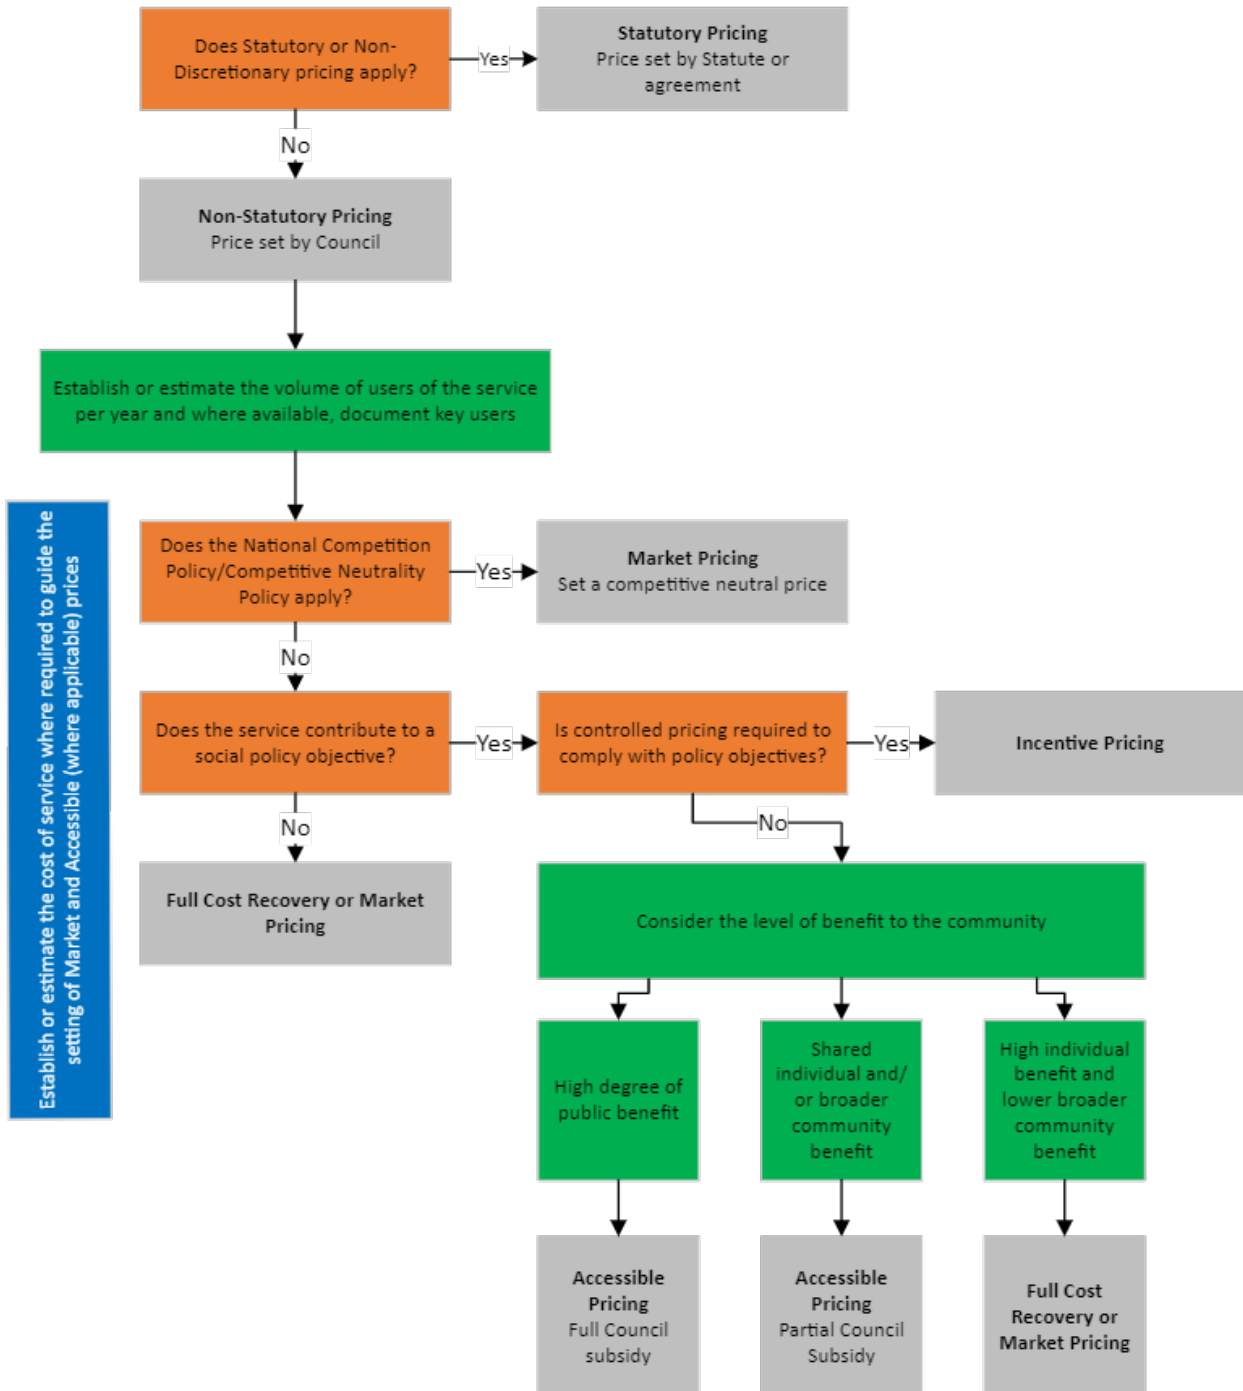 Does Statutory or Non-
Discretionary pricing apply?
Yes
Statutory Pricing
Price set by Statute or
agreement
No
Non-Statutory Pricing
Price set by Council
Establish or estimate the volume of users of the service
per year and where available, document key users
Establish or estimate the cost of service where required to guide the
setting of Market and Accessible (where applicable) prices
Does the National Competition
Policy/Competitive Neutrality
Policy apply?
Yes
Market Pricing
Set a competitive neutral price
No
Does the service contribute to a
social policy objective?
Yes
Is controlled pricing required to
comply with policy objectives?
Yes
Incentive Pricing
No
No
Full Cost Recovery or Market
Pricing
Consider the level of benefit to the community
High degree of
public benefit
Shared
individual and/
or broader
community
benefit
High individual
benefit and
lower broader
community
benefit
Accessible
Pricing
Full Council
subsidy
Accessible
Pricing
Partial Council
Subsidy
Full Cost
Recovery or
Market Pricing